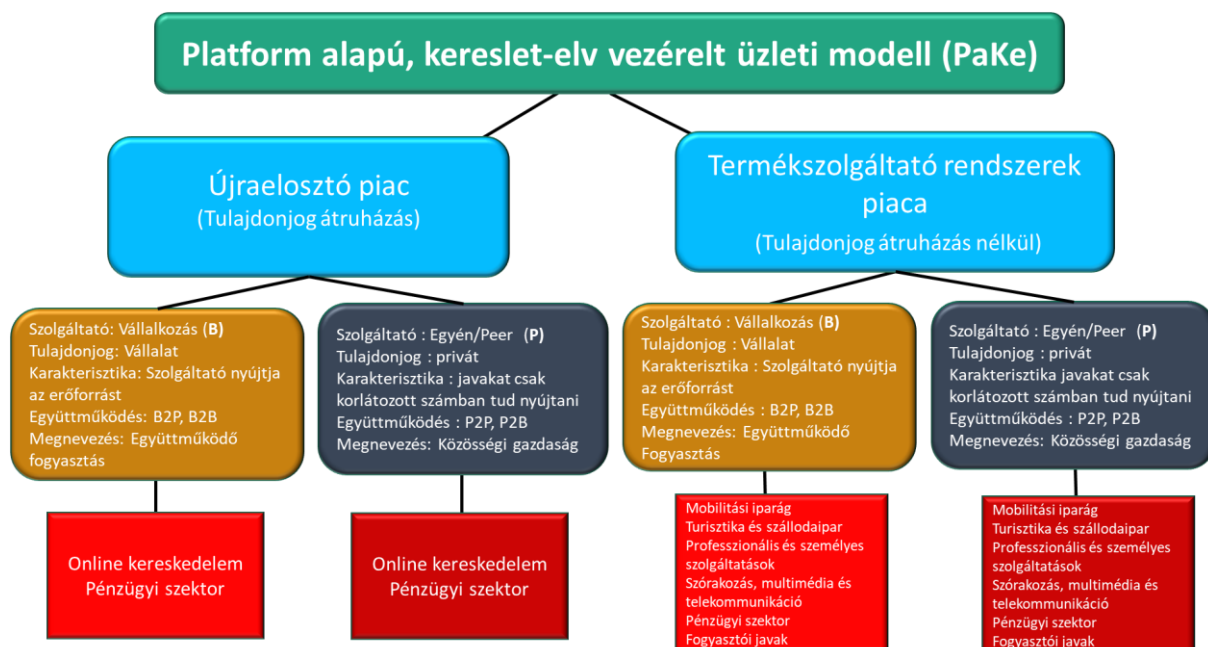 Platform alapú, kereslet-elv vezérelt üzleti modell (PaKe)
Újraelosztó piac
(Tulajdonjog átruházás)
Termékszolgáltató rendszerek
piaca
(Tulajdonjog átruházás nélkül)
Szolgáltató: Vállalkozás (B)
Tulajdonjog: Vállalat
Karakterisztika: Szolgáltató nyújtja
az erőforrást
Együttműködés : B2P, B2B
Megnevezés: Együttműködő
fogyasztás
Szolgáltató : Egyén/Peer (P)
Tulajdonjog : privát
Karakterisztika : javakat csak
korlátozott számban tud nyújtani
Együttműködés : P2P, P2B
Megnevezés: Közösségi gazdaság
Szolgáltató : Vállalkozás (B)
Tulajdonjog : Vállalat
Karakterisztika : Szolgáltató nyújtja
az erőforrást
Együttműködés : B2P, B2B
Megnevezés: Együttműködő
Fogyasztás
Szolgáltató : Egyén/Peer (P)
Tulajdonjog : privát
Karakterisztika javakat csak
korlátozott számban tud nyújtani
Együttműködés : P2P, P2B
Megnevezés: Közösségi gazdaság
Online kereskedelem
Pénzügyi szektor
Online kereskedelem
Pénzügyi szektor
Mobilitási iparág
Turisztika és szállodaipar
Professzionális és személyes
szolgáltatások
Szórakozás, multimédia és
telekommunikáció
Pénzügyi szektor
Fogyasztói javak
Mobilitási iparág
Turisztika és szállodaipar
Professzionális és személyes
szolgáltatások
Szórakozás, multimédia és
telekommunikáció
Pénzügyi szektor
Fogyasztói javak